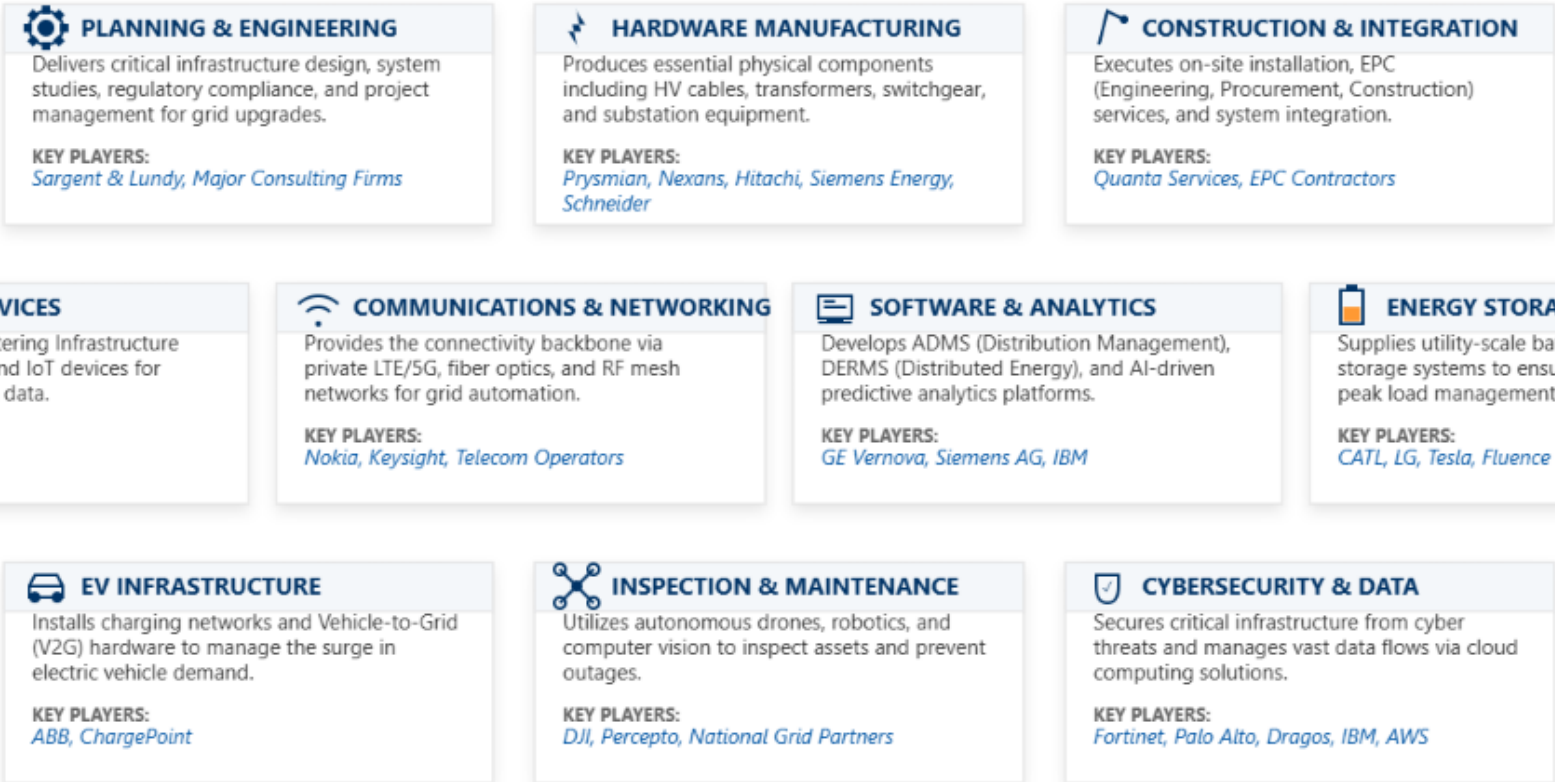 PLANNING & ENGINEERING
Delivers critical infrastructure design, system
studies, regulatory compliance, and project
management for grid upgrades.
KEY PLAYERS:
Sargent & Lundy, Major Consulting Firms
HARDWARE MANUFACTURING
Produces essential physical components
including HV cables, transformers, switchgear,
and substation equipment.
KEY PLAYERS:
Prysmian, Nexans, Hitachi, Siemens Energy,
Schneider
CONSTRUCTION & INTEGRATION
Executes on-site installation, EPC
(Engineering, Procurement, Construction)
services, and system integration.
KEY PLAYERS:
Quanta Services, EPC Contractors
VICES
tering Infrastructure
nd IoT devices for
data.
COMMUNICATIONS & NETWORKING
Provides the connectivity backbone via
private LTE/5G, fiber optics, and RF mesh
networks for grid automation.
KEY PLAYERS:
Nokia, Keysight, Telecom Operators
SOFTWARE & ANALYTICS
Develops ADMS (Distribution Management),
DERMS (Distributed Energy), and AI-driven
predictive analytics platforms.
KEY PLAYERS:
GE Vernova, Siemens AG, IBM
ENERGY STORA
Supplies utility-scale ba
storage systems to ensu
peak load management
KEY PLAYERS:
CATL, LG, Tesla, Fluence
EV INFRASTRUCTURE
Installs charging networks and Vehicle-to-Grid
(V2G) hardware to manage the surge in
electric vehicle demand.
KEY PLAYERS:
ABB, ChargePoint
INSPECTION & MAINTENANCE
Utilizes autonomous drones, robotics, and
computer vision to inspect assets and prevent
outages.
KEY PLAYERS:
DJI, Percepto, National Grid Partners
CYBERSECURITY & DATA
Secures critical infrastructure from cyber
threats and manages vast data flows via cloud
computing solutions.
KEY PLAYERS:
Fortinet, Palo Alto, Dragos, IBM, AWS